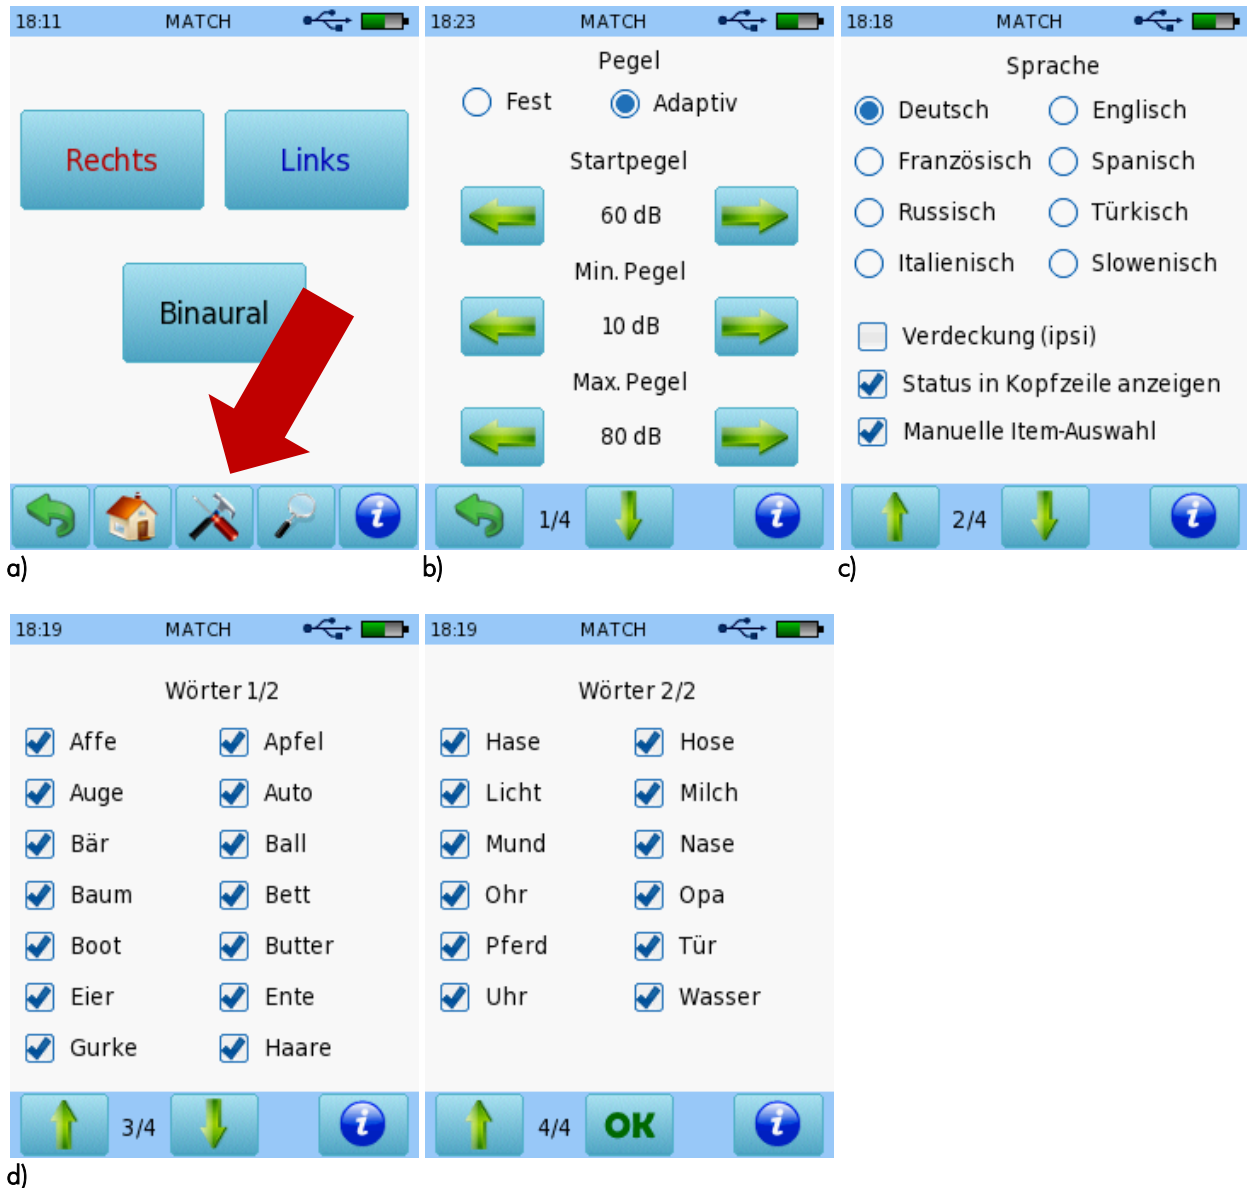 18:11 MATCH
Rechts Links
Binaural
a)
18:23 MATCH
Pegel
Fest Adaptiv
Startpegel
60 dB
Min. Pegel
10 dB
Max. Pegel
80 dB
1/4
b)
18:18 MATCH
Sprache
Deutsch Englisch
Französisch Spanisch
Russisch Türkisch
Italienisch Slowenisch
Verdeckung (ipsi)
Status in Kopfzeile anzeigen
Manuelle Item-Auswahl
2/4
c)
18:19 MATCH
Wörter 1/2
Affe Apfel
Auge Auto
Bär Ball
Baum Bett
Boot Butter
Eier Ente
Gurke Haare
3/4
18:19 MATCH
Wörter 2/2
Hase Hose
Licht Milch
Mund Nase
Ohr Opa
Pferd Tür
Uhr Wasser
4/4 OK
d)